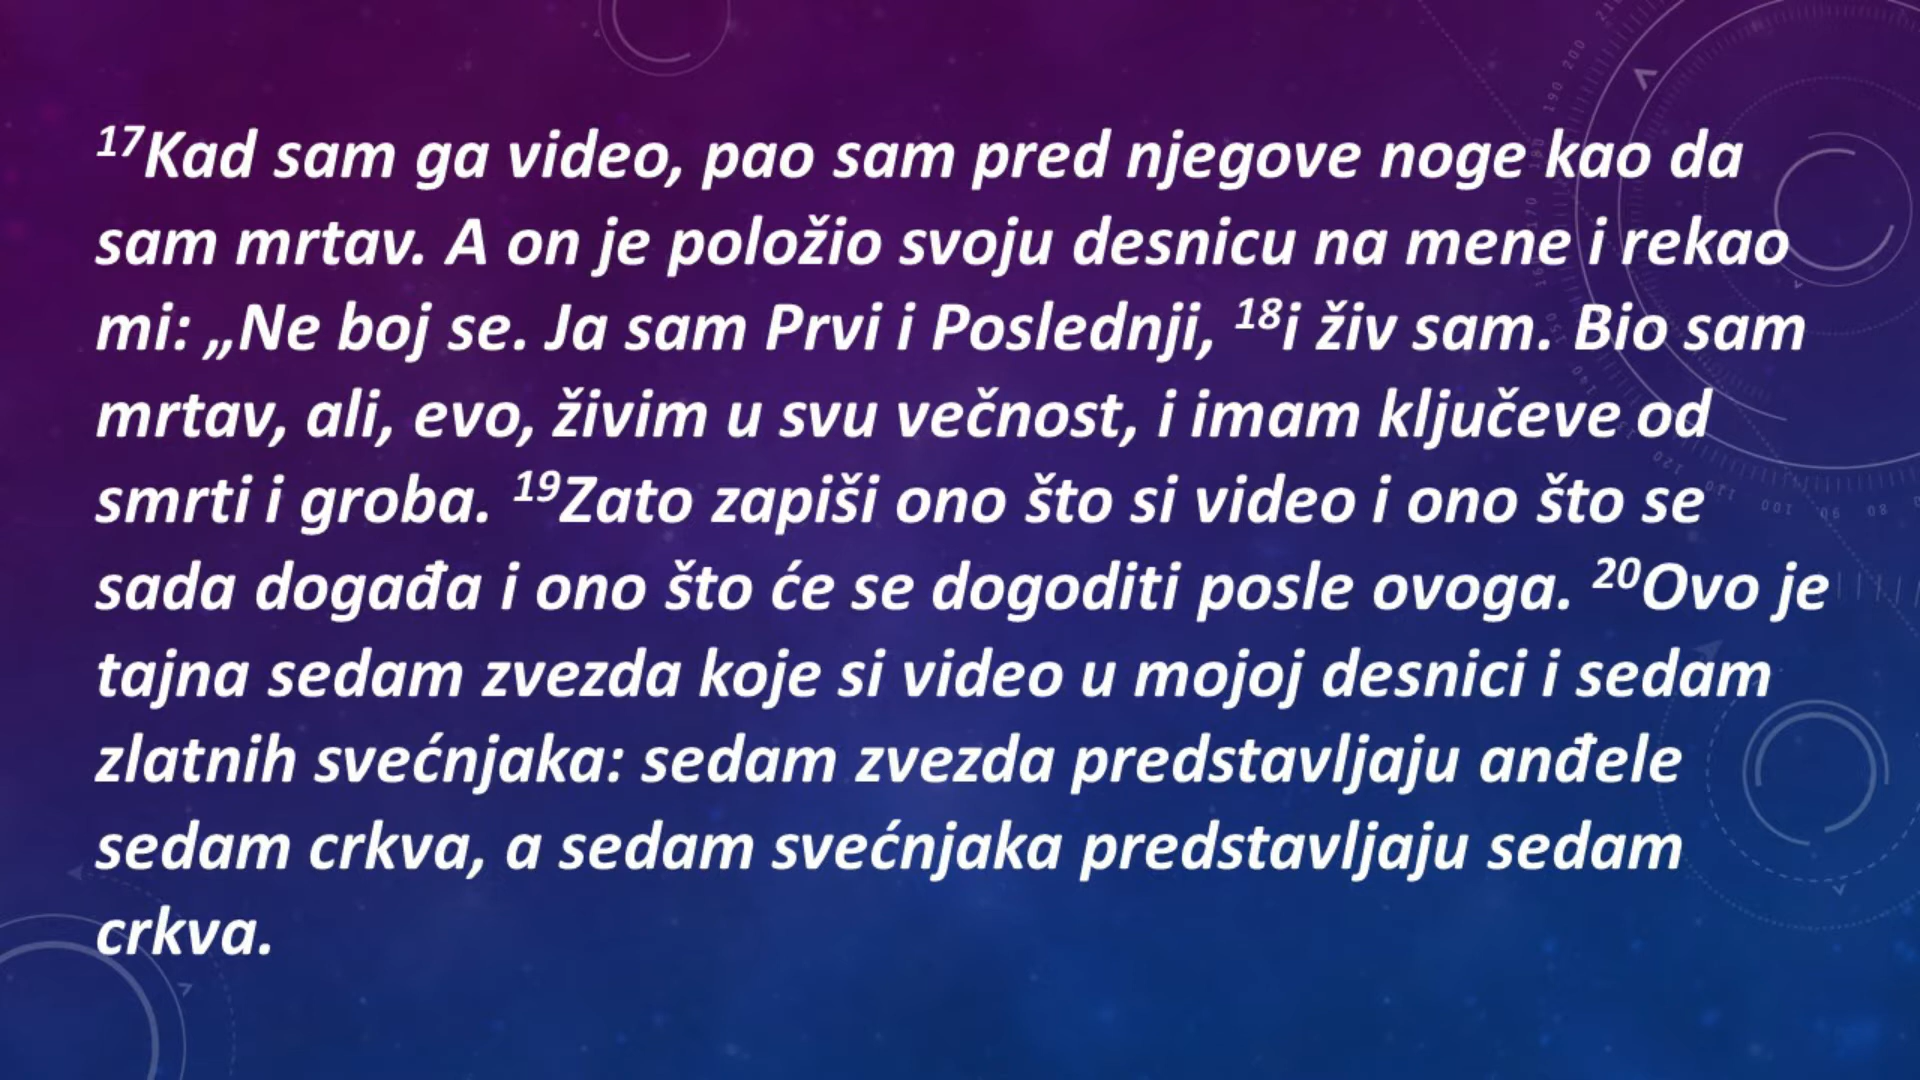 17Kad sam ga video, pao sam pred njegove noge kao da
sam mrtav. A on je položio svoju desnicu na mene i rekao
mi: „Ne boj se. Ja sam Prvi i Poslednji, 18i živ sam. Bio sam
mrtav, ali, evo, živim u svu večnost, i imam ključeve od
smrti i groba. 19Zato zapiši ono što si video i ono što se
sada događa i ono što će se dogoditi posle ovoga. 20Ovo je
tajna sedam zvezda koje si video u mojoj desnici i sedam
zlatnih svećnjaka: sedam zvezda predstavljaju anđele
sedam crkva, a sedam svećnjaka predstavljaju sedam
crkva.